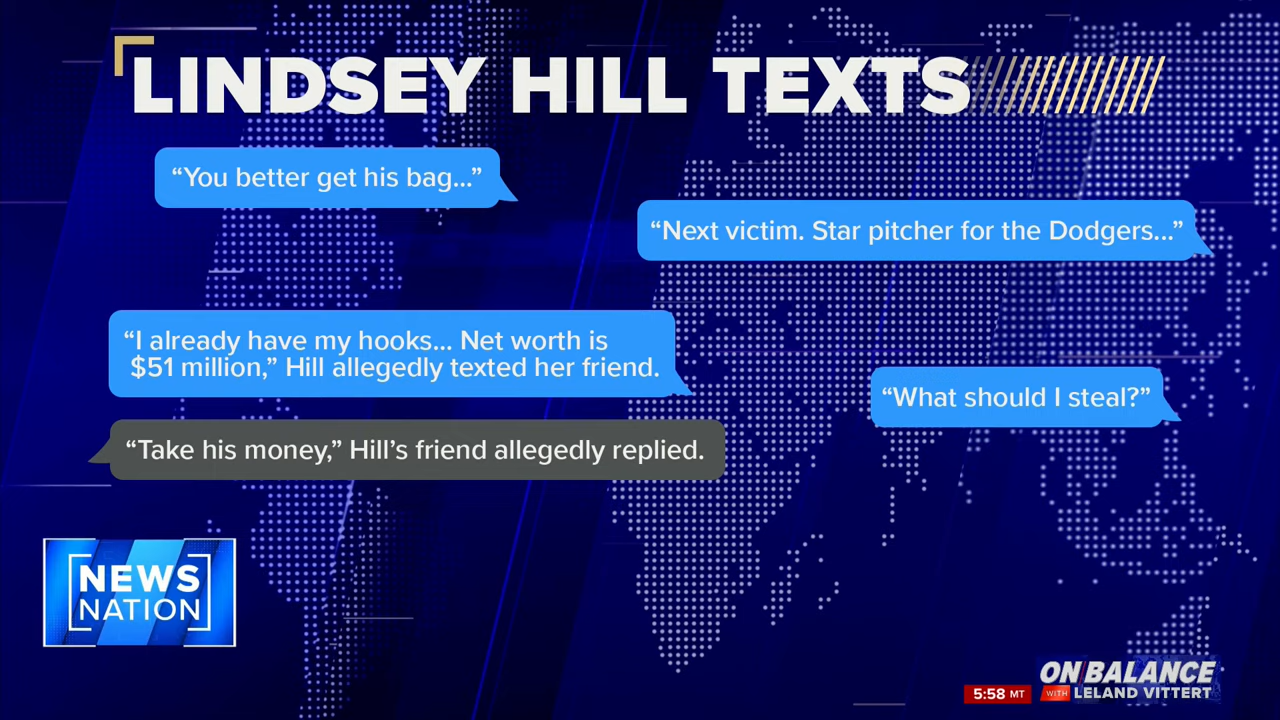 LINDSEY HILL TEXTS
“You better get his bag...”
“Next victim. Star pitcher for the Dodgers...”
“I already have my hooks... Net worth is
$51 million,” Hill allegedly texted her friend.
“What should I steal?”
“Take his money,” Hill’s friend allegedly replied.
NEWS
NATION
ON BALANCE
5:58 MT WITH LELAND VITTERT